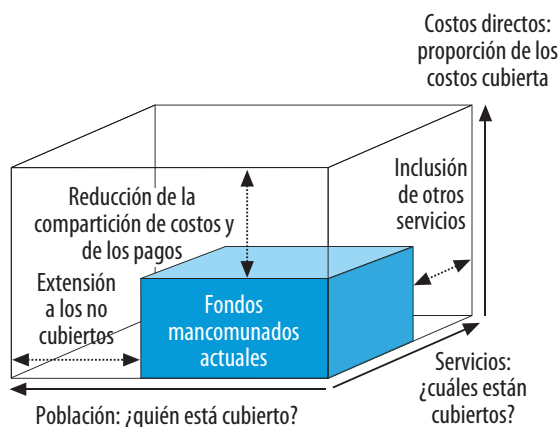 Costos directos:
proporción de los
costos cubierta
Inclusión
de otros
servicios
Reducción de la
compartición de costos y
de los pagos
Extensión
a los no
cubiertos
Fondos
mancomunados
actuales
Servicios:
¿cuáles están
cubiertos?
Población: ¿quién está cubierto?